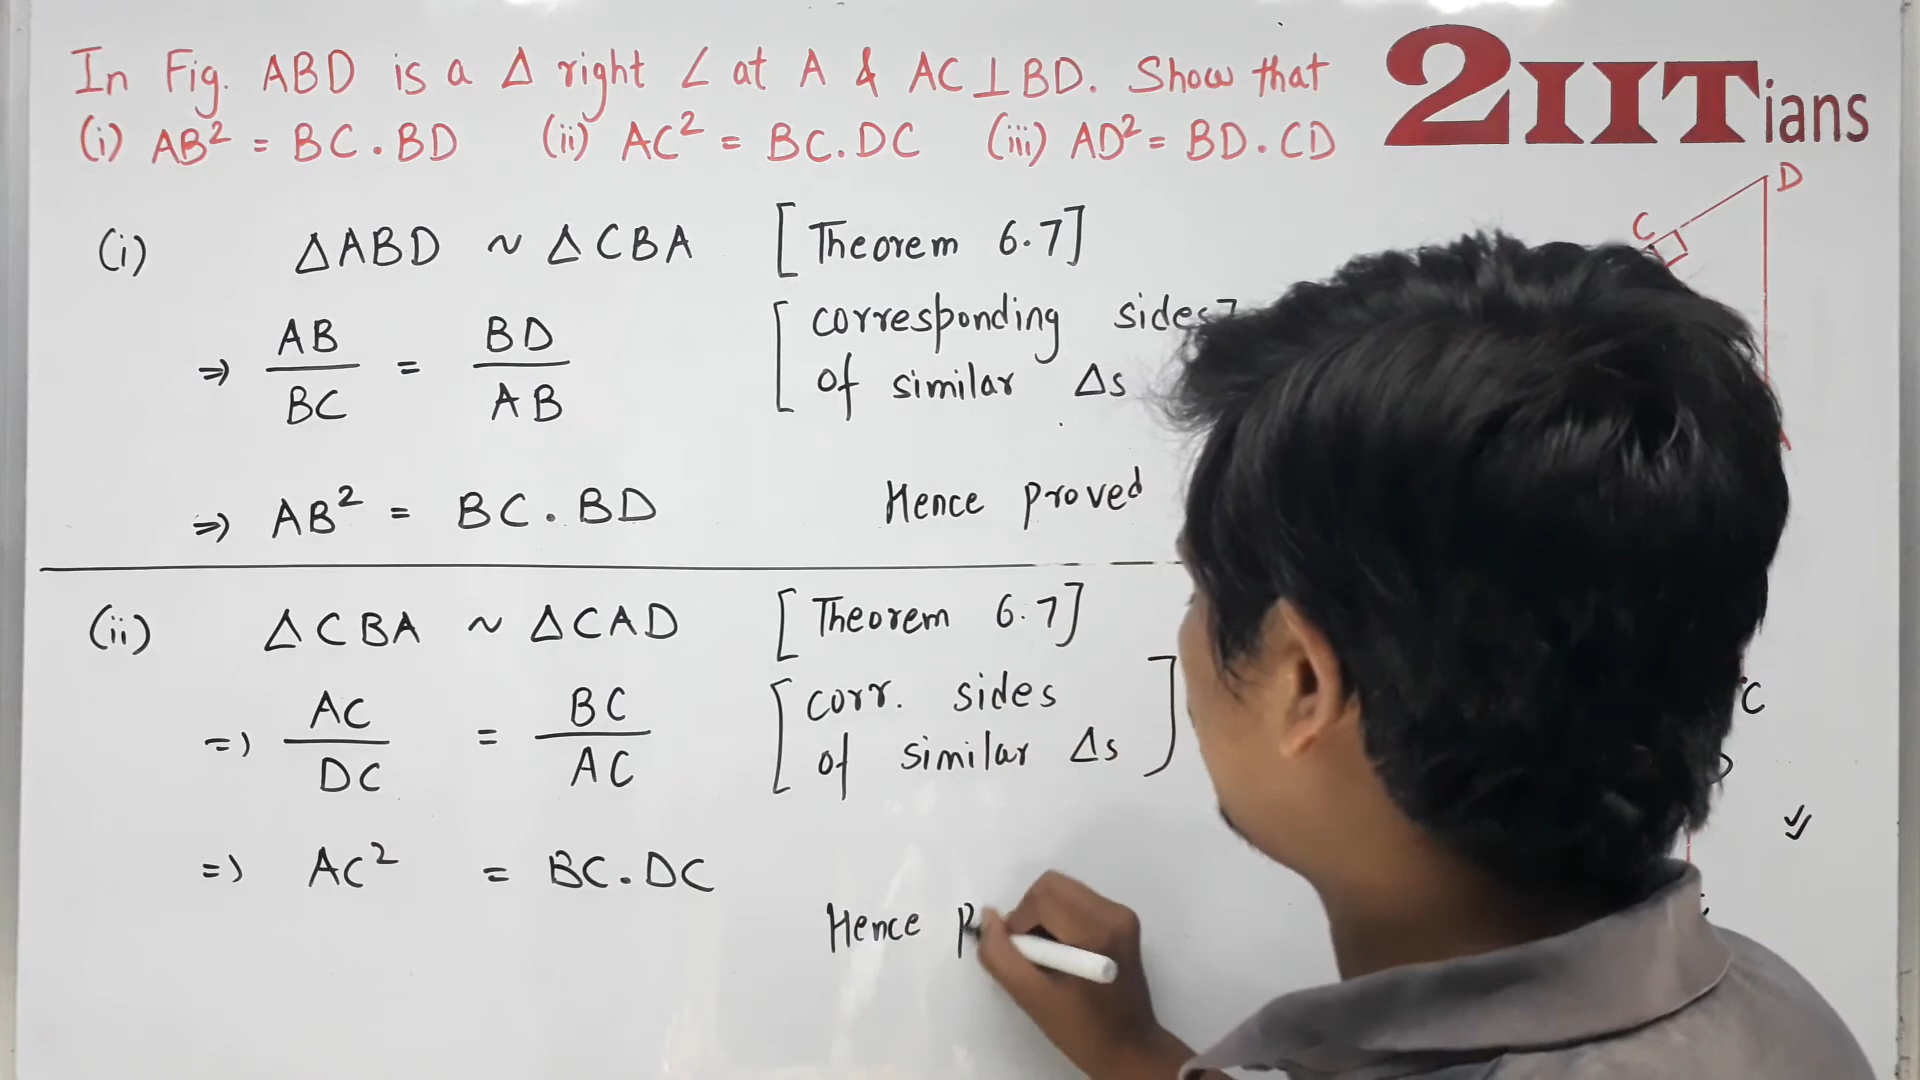 In Fig. ABD is a Δ right ∠ at A & AC⊥BD. Show that
(i) AB² = BC.BD (ii) AC² = BC.DC (iii) AD² = BD.CD
2IITians
D
C
(i) ΔABD ~ ΔCBA [Theorem 6.7]
⇒ AB/BC = BD/AB [corresponding sides of similar Δs
⇒ AB² = BC.BD Hence proved
(ii) ΔCBA ~ ΔCAD [Theorem 6.7]
⇒ AC/DC = BC/AC [corr. sides of similar Δs]
C
⇒ AC² = BC.DC
Hence